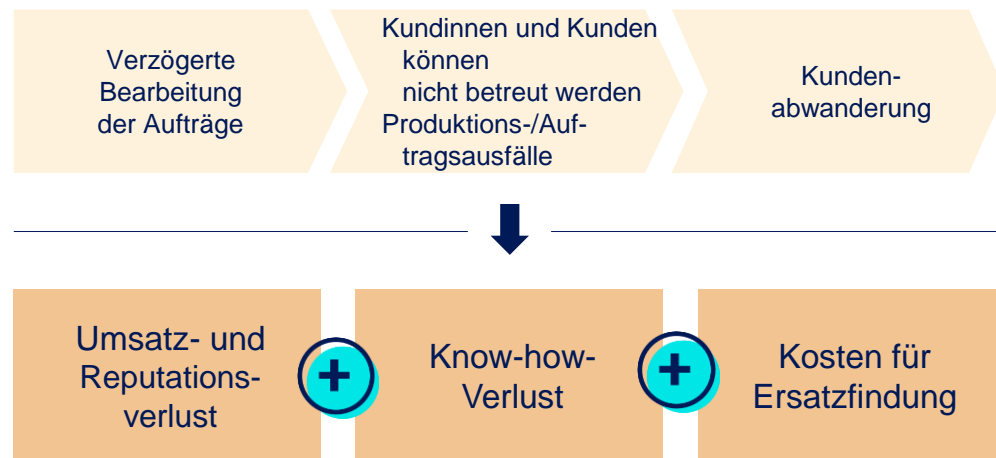 Verzögerte
Bearbeitung
der Aufträge
Kundinnen und Kunden
können
nicht betreut werden
Produktions-/Auf-
tragsausfälle
Kunden-
abwanderung
Umsatz- und
Reputations-
verlust
+
Know-how-
Verlust
+
Kosten für
Ersatzfindung